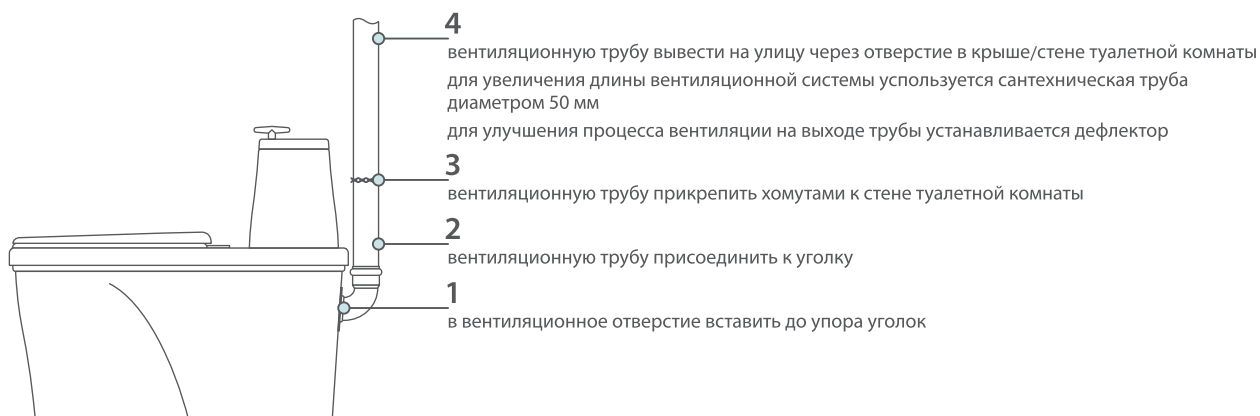 4
вентиляционную трубу вывести на улицу через отверстие в крыше/стене туалетной комнаты
для увеличения длины вентиляционной системы успользуется сантехническая труба
диаметром 50 мм
для улучшения процесса вентиляции на выходе трубы устанавливается дефлектор
3
вентиляционную трубу прикрепить хомутами к стене туалетной комнаты
2
вентиляционную трубу присоединить к уголку
1
в вентиляционное отверстие вставить до упора уголок